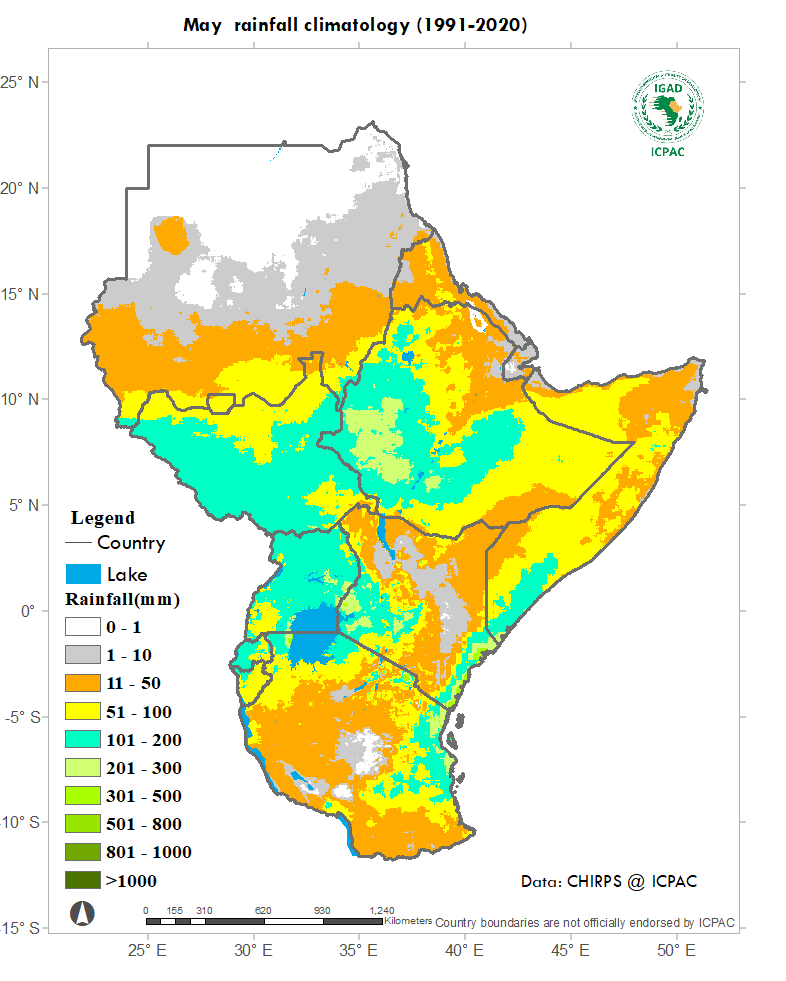 May  rainfall climatology (1991-2020)
25° N
IGAD
ICPAC
20° N
15° N
10° N
5° N
Legend
Country
Lake
Rainfall(mm)
0°
0 - 1
1 - 10
11 - 50
51 - 100
-5° S
101 - 200
201 - 300
301 - 500
501 - 800
-10° S
801 - 1000
>1000
Data: CHIRPS @ ICPAC
0 155 310 620 930 1,240
Kilometers
Country boundaries are not officially endorsed by ICPAC
15° S
25° E 30° E 35° E 40° E 45° E 50° E